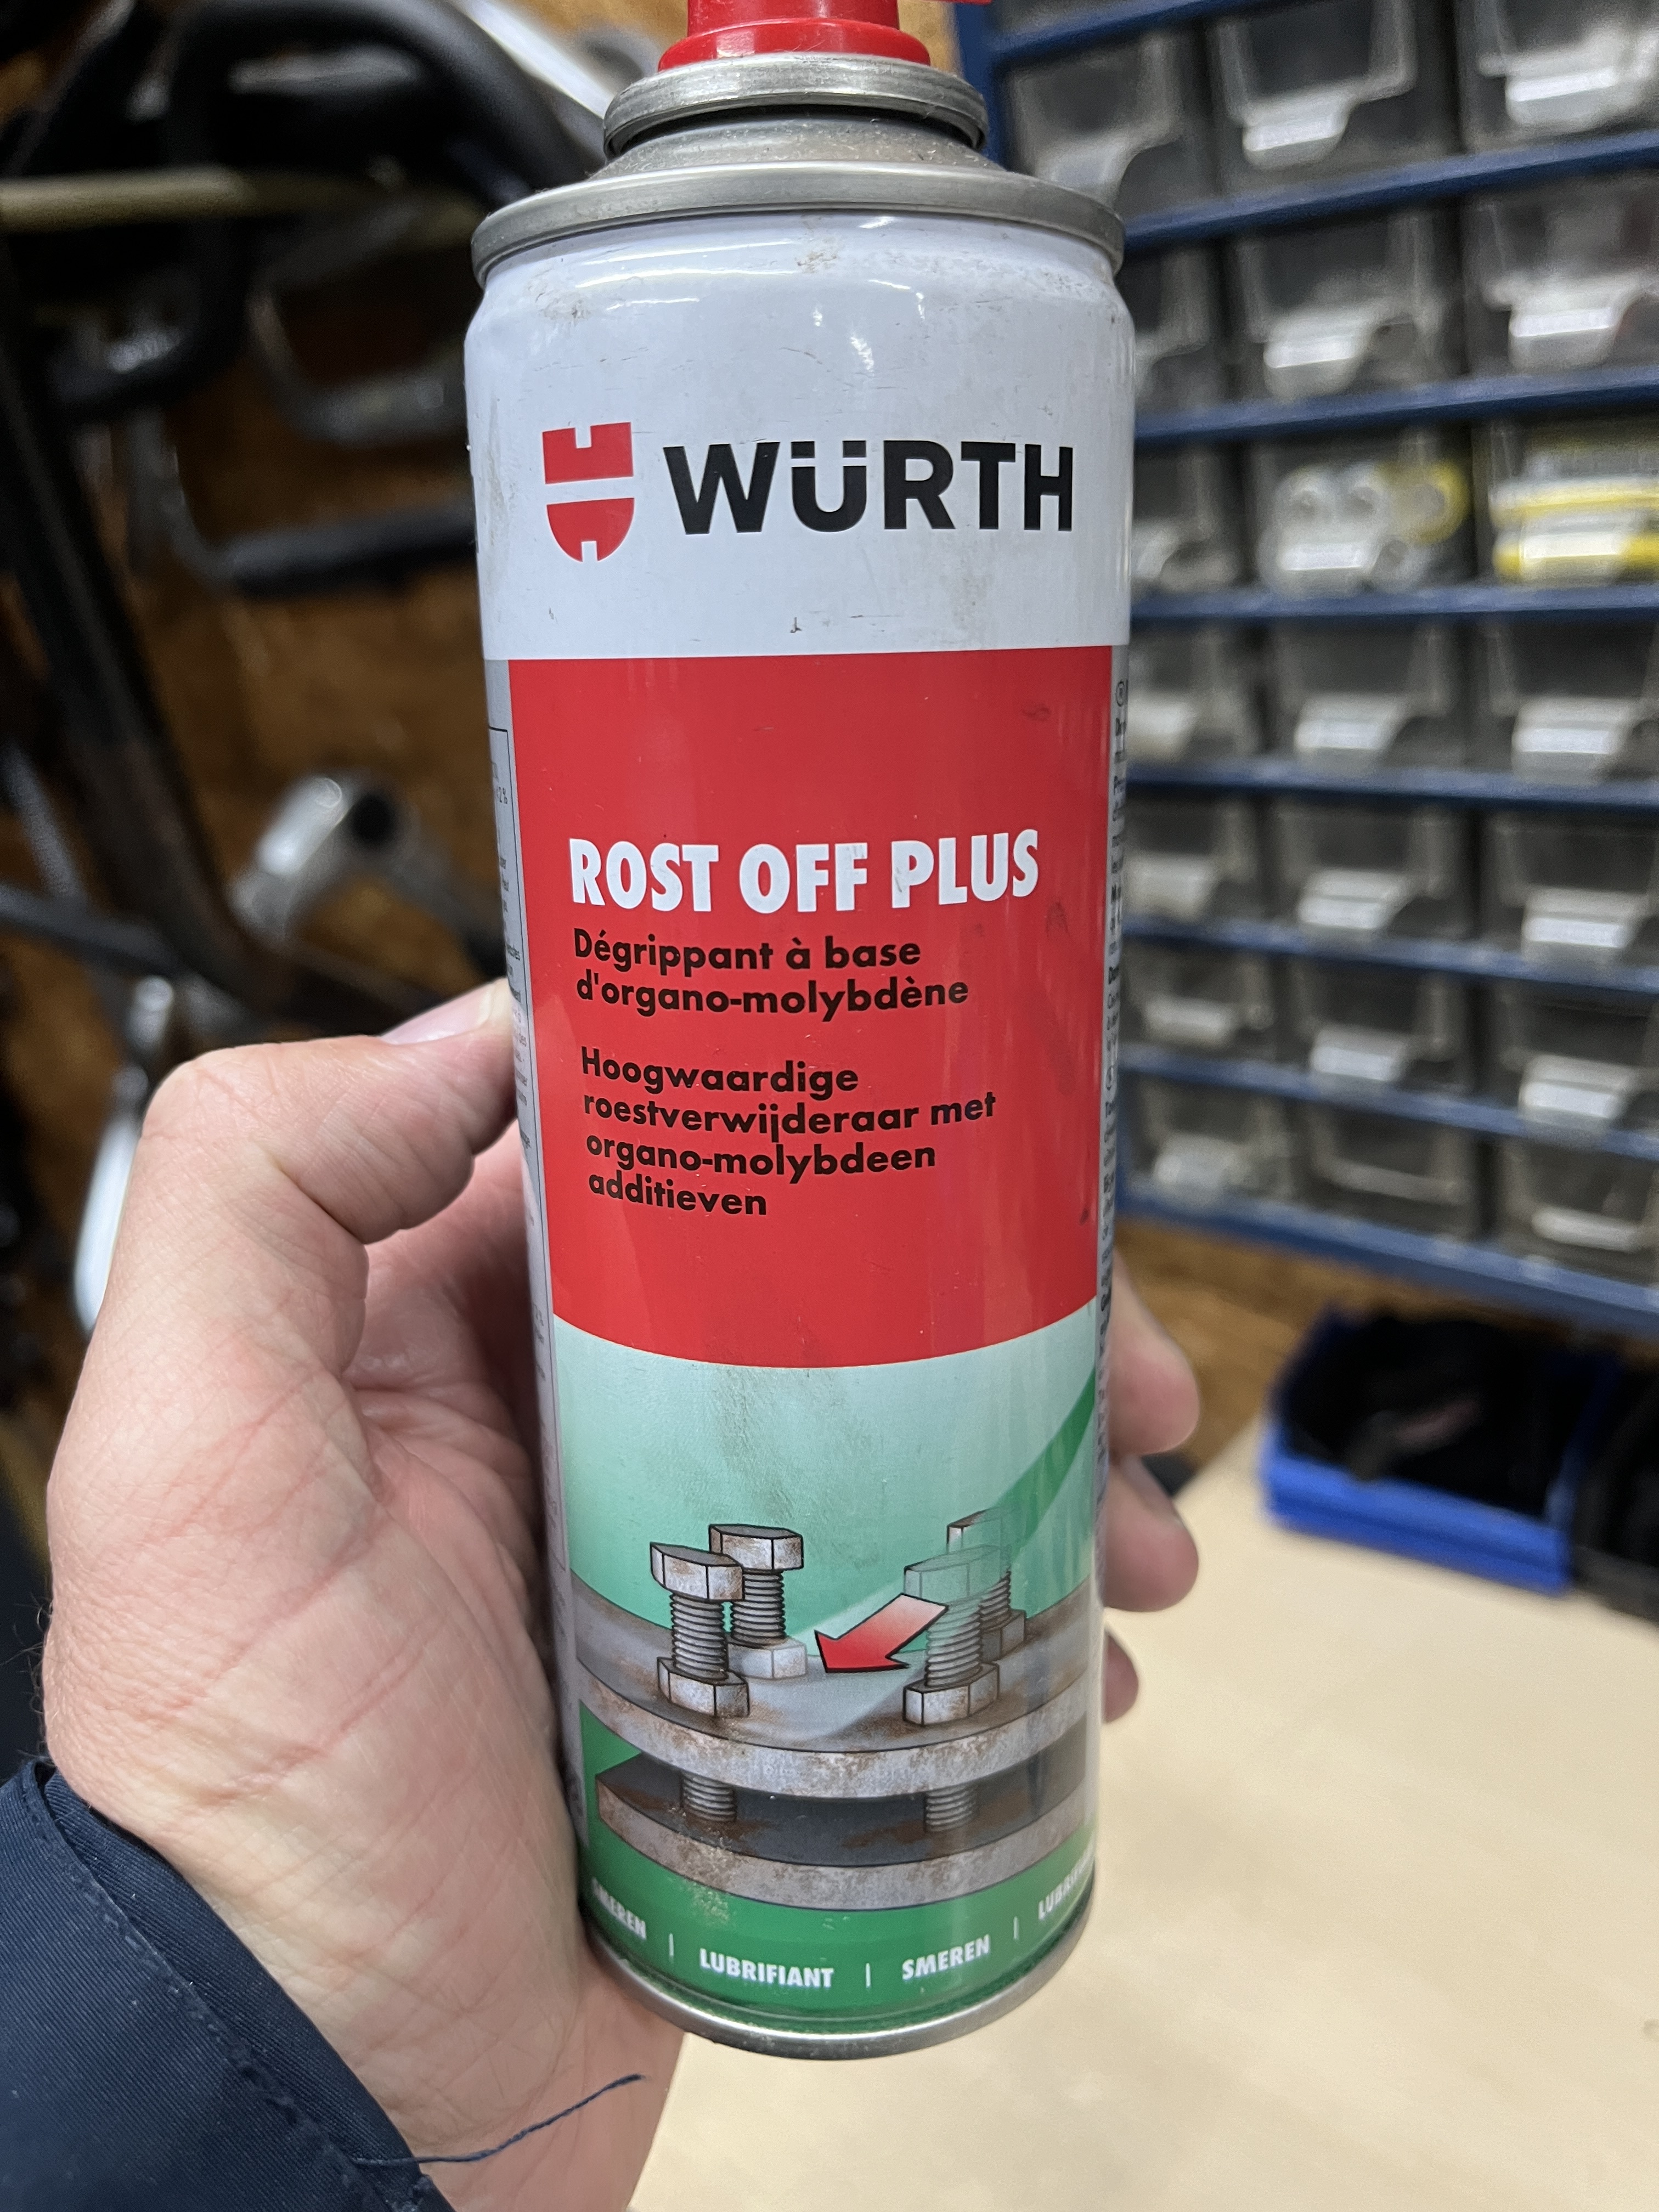 WÜRTH
ROST OFF PLUS
Dégrippant à base
d'organo-molybdène
Hoogwaardige
roestverwijderaar met
organo-molybdeen
additieven
SMEREN | LUBRIFIANT | SMEREN |